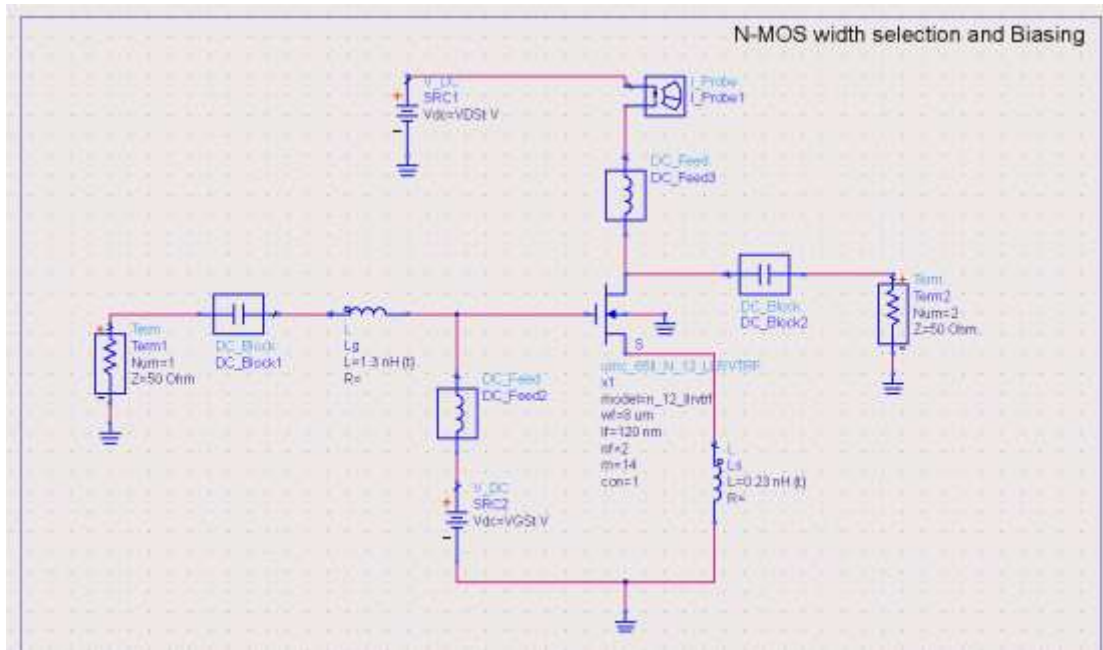 N-MOS width selection and Biasing
V_DC
SRC1
Vdc=VDSt V
I_Probe
I_Probe1
DC_Feed
DC_Feed3
DC_Block
DC_Block2
Term
Term2
Num=2
Z=50 Ohm
Term
Term1
Num=1
Z=50 Ohm
DC_Block
DC_Block1
L
Lg
L=1.3 nH (t)
R=
DC_Feed
DC_Feed2
V_DC
SRC2
Vdc=VGSt V
S
x1
wf=8 um
lf=120 nm
nf=2
m=14
con=1
L
Ls
L=0.23 nH (t)
R=